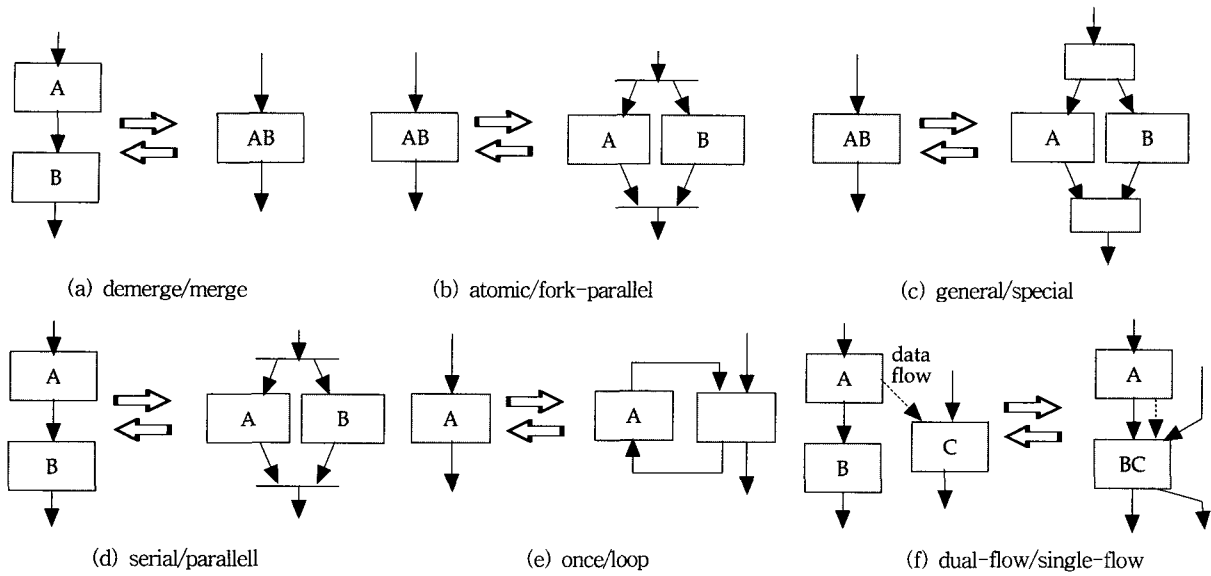 A
B
AB
(a) demerge/merge
AB
A
B
(b) atomic/fork-parallel
AB
A
B
(c) general/special
A
B
A
B
(d) serial/parallell
A
A
(e) once/loop
A
data
flow
B
C
A
BC
(f) dual-flow/single-flow